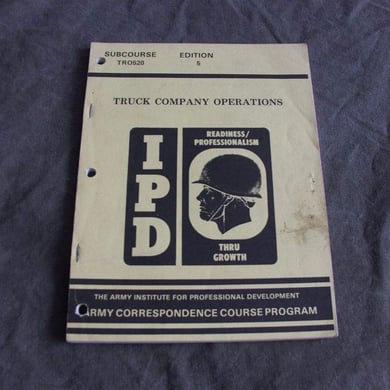 SUBCOURSE EDITION
TR0620 5
TRUCK COMPANY OPERATIONS
IPD
READINESS/
PROFESSIONALISM
THRU
GROWTH
THE ARMY INSTITUTE FOR PROFESSIONAL DEVELOPMENT
ARMY CORRESPONDENCE COURSE PROGRAM